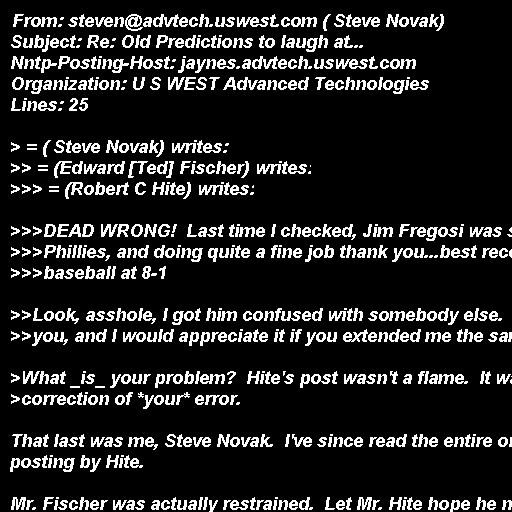 From: steven@advtech.uswest.com ( Steve Novak)
Subject: Re: Old Predictions to laugh at...
Nntp-Posting-Host: jaynes.advtech.uswest.com
Organization: U S WEST Advanced Technologies
Lines: 25

> = ( Steve Novak) writes:
>> = (Edward [Ted] Fischer) writes:
>>> = (Robert C Hite) writes:

>>>DEAD WRONG!  Last time I checked, Jim Fregosi was
>>>Phillies, and doing quite a fine job thank you...best
>>>baseball at 8-1

>>Look, asshole, I got him confused with somebody else.
>>you, and I would appreciate it if you extended me the

>What _is_ your problem?  Hite's post wasn't a flame.  It
>correction of *your* error.

That last was me, Steve Novak.  I've since read the entire
posting by Hite.

Mr. Fischer was actually restrained.  Let Mr. Hite hope he